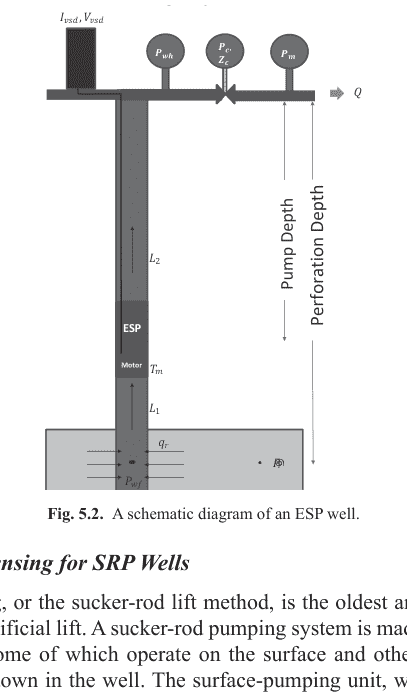 I_vsd, V_vsd
P_wh
P_c,
Z_c
P_m
Q
Pump Depth
Perforation Depth
L_2
ESP
Motor
T_m
L_1
q_r
P_wf
Fig. 5.2. A schematic diagram of an ESP well.
nsing for SRP Wells
, or the sucker-rod lift method, is the oldest a
ificial lift. A sucker-rod pumping system is mad
ome of which operate on the surface and othe
own in the well. The surface-pumping unit, w